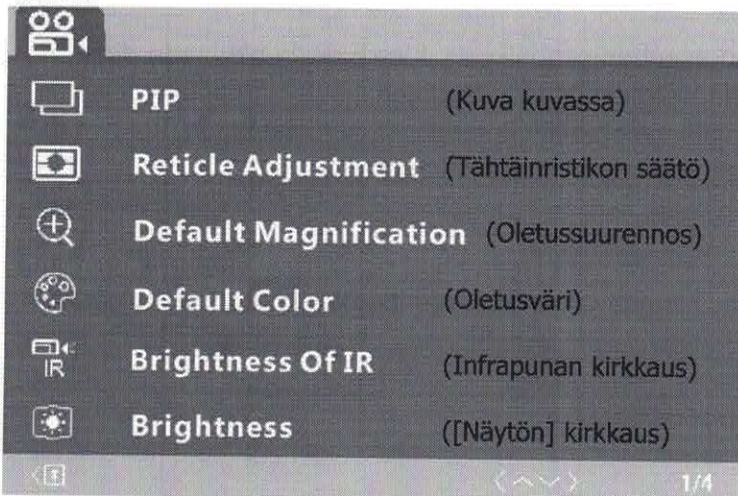 PIP (Kuva kuvassa)
Reticle Adjustment (Tähtäinristikon säätö)
Default Magnification (Oletussuurennos)
Default Color (Oletusväri)
IR Brightness Of IR (Infrapunan kirkkaus)
Brightness ([Näytön] kirkkaus)
1/4